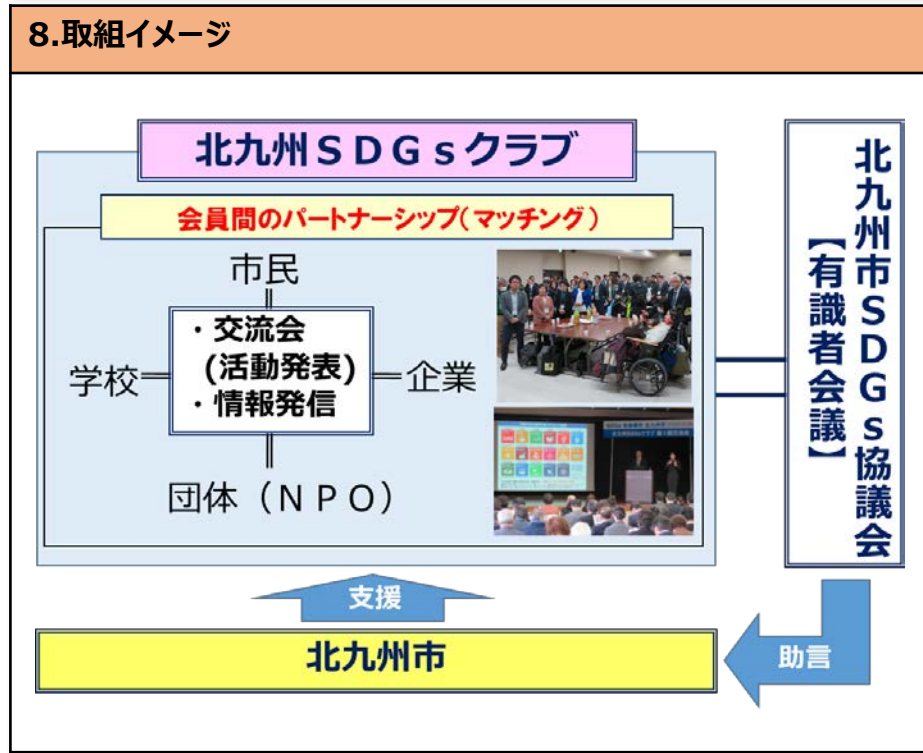 8.取組イメージ
北九州ＳＤＧｓクラブ
会員間のパートナーシップ(マッチング)
市民
学校
・交流会
(活動発表)
・情報発信
企業
団体（ＮＰＯ）
北九州市ＳＤＧｓ協議会
【有識者会議】
支援
北九州市
助言